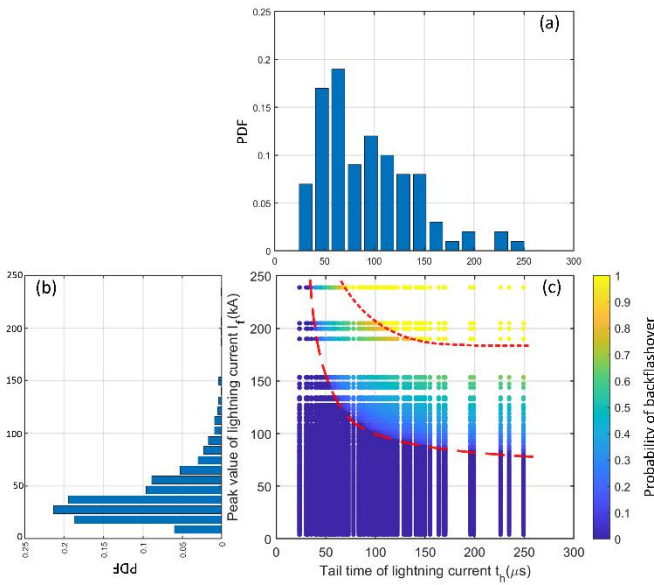 (a)
0.25
0.2
0.15
0.1
0.05
0
PDF
0 50 100 150 200 250 300
(b)
250
200
150
100
50
0
0.25 0.2 0.15 0.1 0.05 0
PDF
Peak value of lightning current I_f(kA)
(c)
250
200
150
100
50
0
0 50 100 150 200 250 300
Tail time of lightning current t_h(μs)
1
0.9
0.8
0.7
0.6
0.5
0.4
0.3
0.2
0.1
0
Probability of backflashover